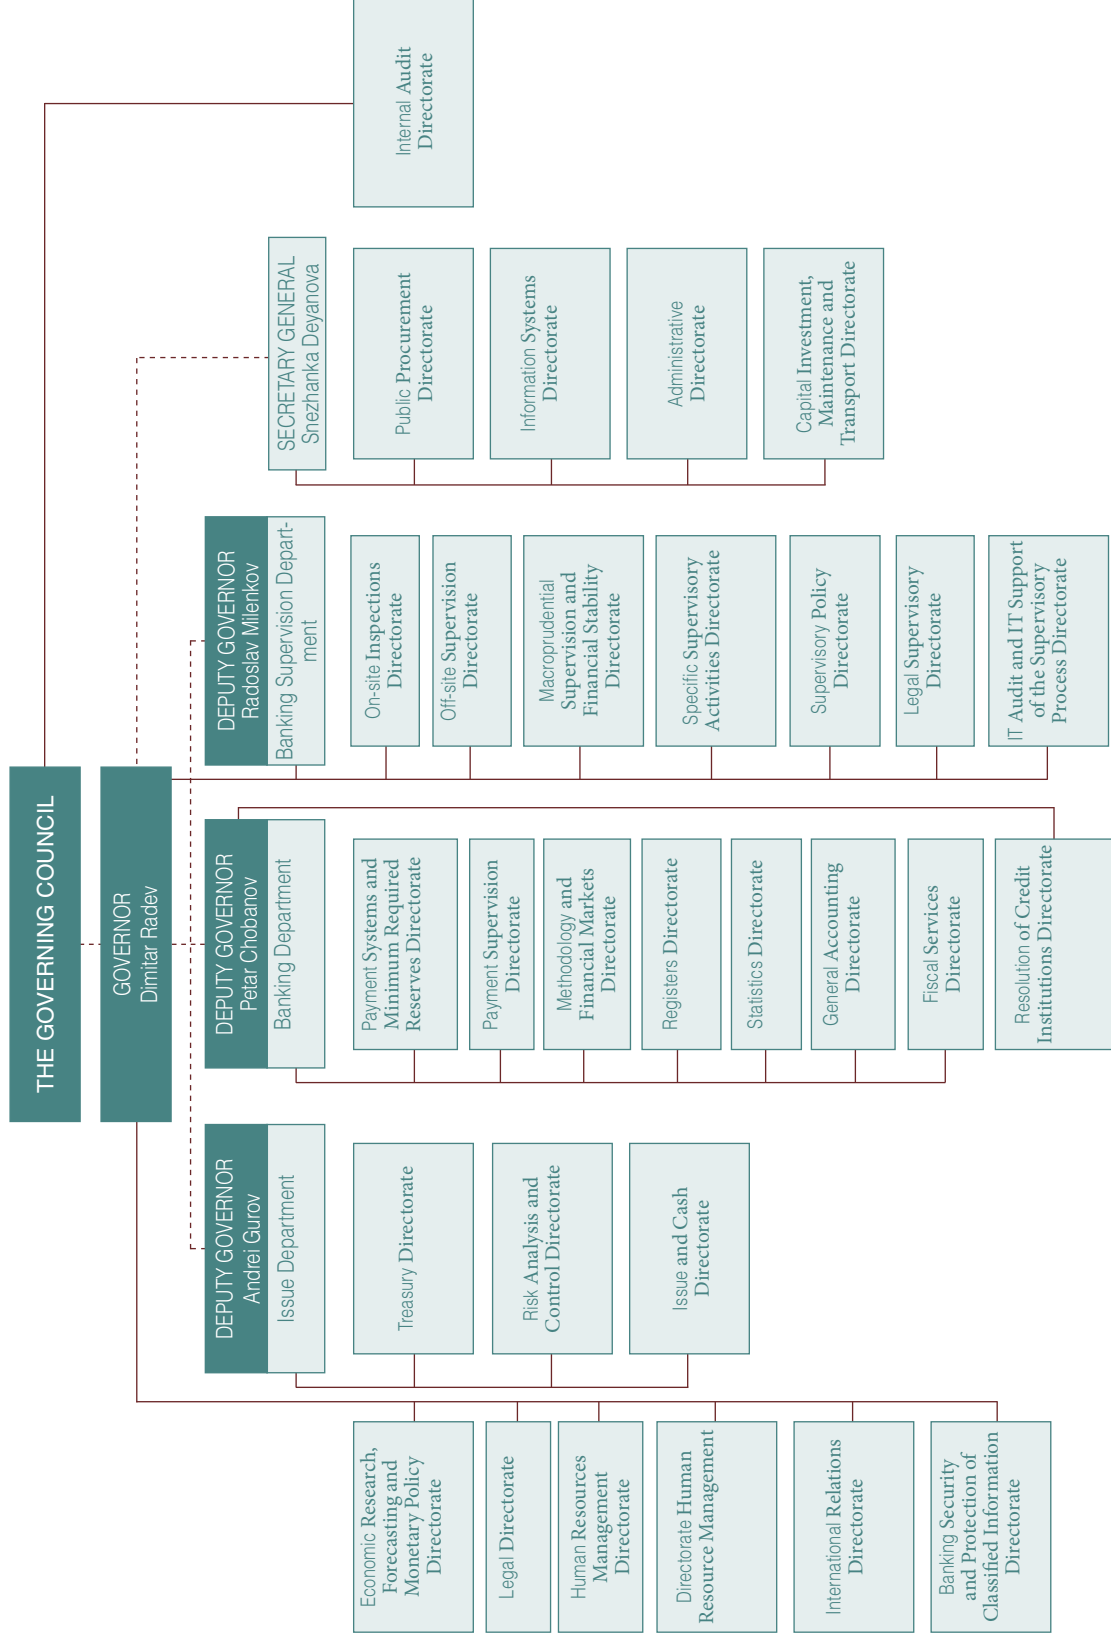 THE GOVERNING COUNCIL
GOVERNOR
Dimitar Radev
DEPUTY GOVERNOR
Andrei Gurov
Issue Department
DEPUTY GOVERNOR
Petar Chobanov
Banking Department
DEPUTY GOVERNOR
Radoslav Milenkov
Banking Supervision Depart-
ment
SECRETARY GENERAL
Snezhanka Deyanova
Economic Research,
Forecasting and
Monetary Policy
Directorate
Legal Directorate
Human Resources
Management
Directorate
Directorate Human
Resource Management
International Relations
Directorate
Banking Security
and Protection of
Classified Information
Directorate
Treasury Directorate
Risk Analysis and
Control Directorate
Issue and Cash
Directorate
Payment Systems and
Minimum Required
Reserves Directorate
Payment Supervision
Directorate
Methodology and
Financial Markets
Directorate
Registers Directorate
Statistics Directorate
General Accounting
Directorate
Fiscal Services
Directorate
Resolution of Credit
Institutions Directorate
On-site Inspections
Directorate
Off-site Supervision
Directorate
Macroprudential
Supervision and
Financial Stability
Directorate
Specific Supervisory
Activities Directorate
Supervisory Policy
Directorate
Legal Supervisory
Directorate
IT Audit and IT Support
of the Supervisory
Process Directorate
Public Procurement
Directorate
Information Systems
Directorate
Administrative
Directorate
Capital Investment,
Maintenance and
Transport Directorate
Internal Audit
Directorate